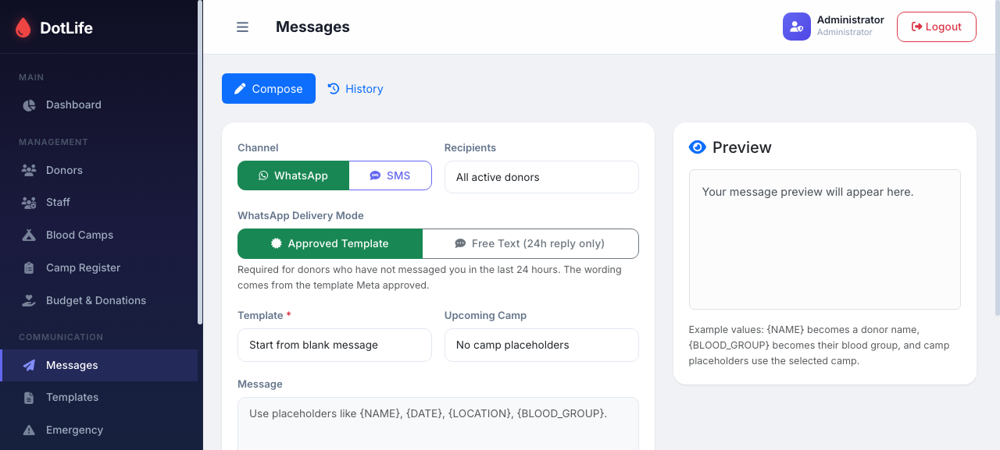 DotLife
MAIN
Dashboard
MANAGEMENT
Donors
Staff
Blood Camps
Camp Register
Budget & Donations
COMMUNICATION
Messages
Templates
Emergency
Messages
Administrator
Administrator
Logout
Compose
History
Channel
WhatsApp
SMS
Recipients
All active donors
WhatsApp Delivery Mode
Approved Template
Free Text (24h reply only)
Required for donors who have not messaged you in the last 24 hours. The wording
comes from the template Meta approved.
Template *
Start from blank message
Upcoming Camp
No camp placeholders
Message
Use placeholders like {NAME}, {DATE}, {LOCATION}, {BLOOD_GROUP}.
Preview
Your message preview will appear here.
Example values: {NAME} becomes a donor name,
{BLOOD_GROUP} becomes their blood group, and camp
placeholders use the selected camp.